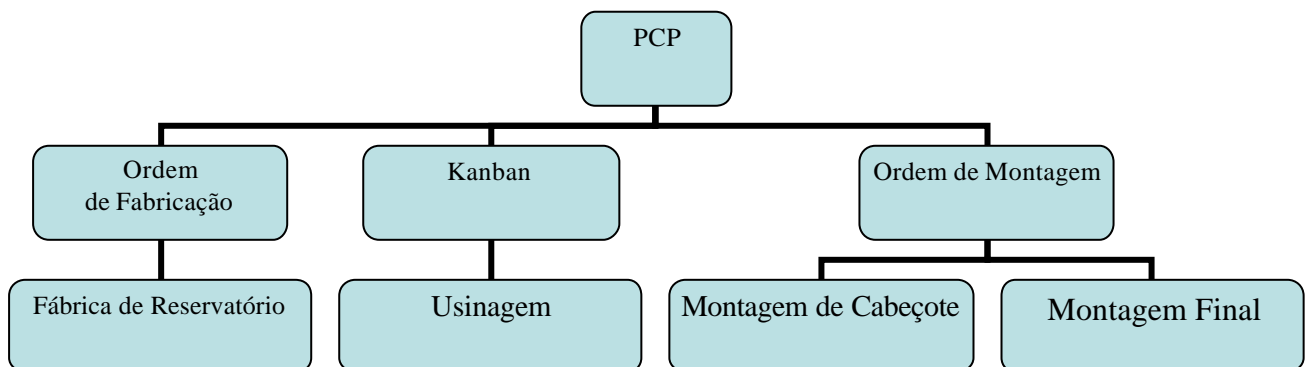 PCP
Ordem
de Fabricação
Kanban
Ordem de Montagem
Fábrica de Reservatório
Usinagem
Montagem de Cabeçote
Montagem Final